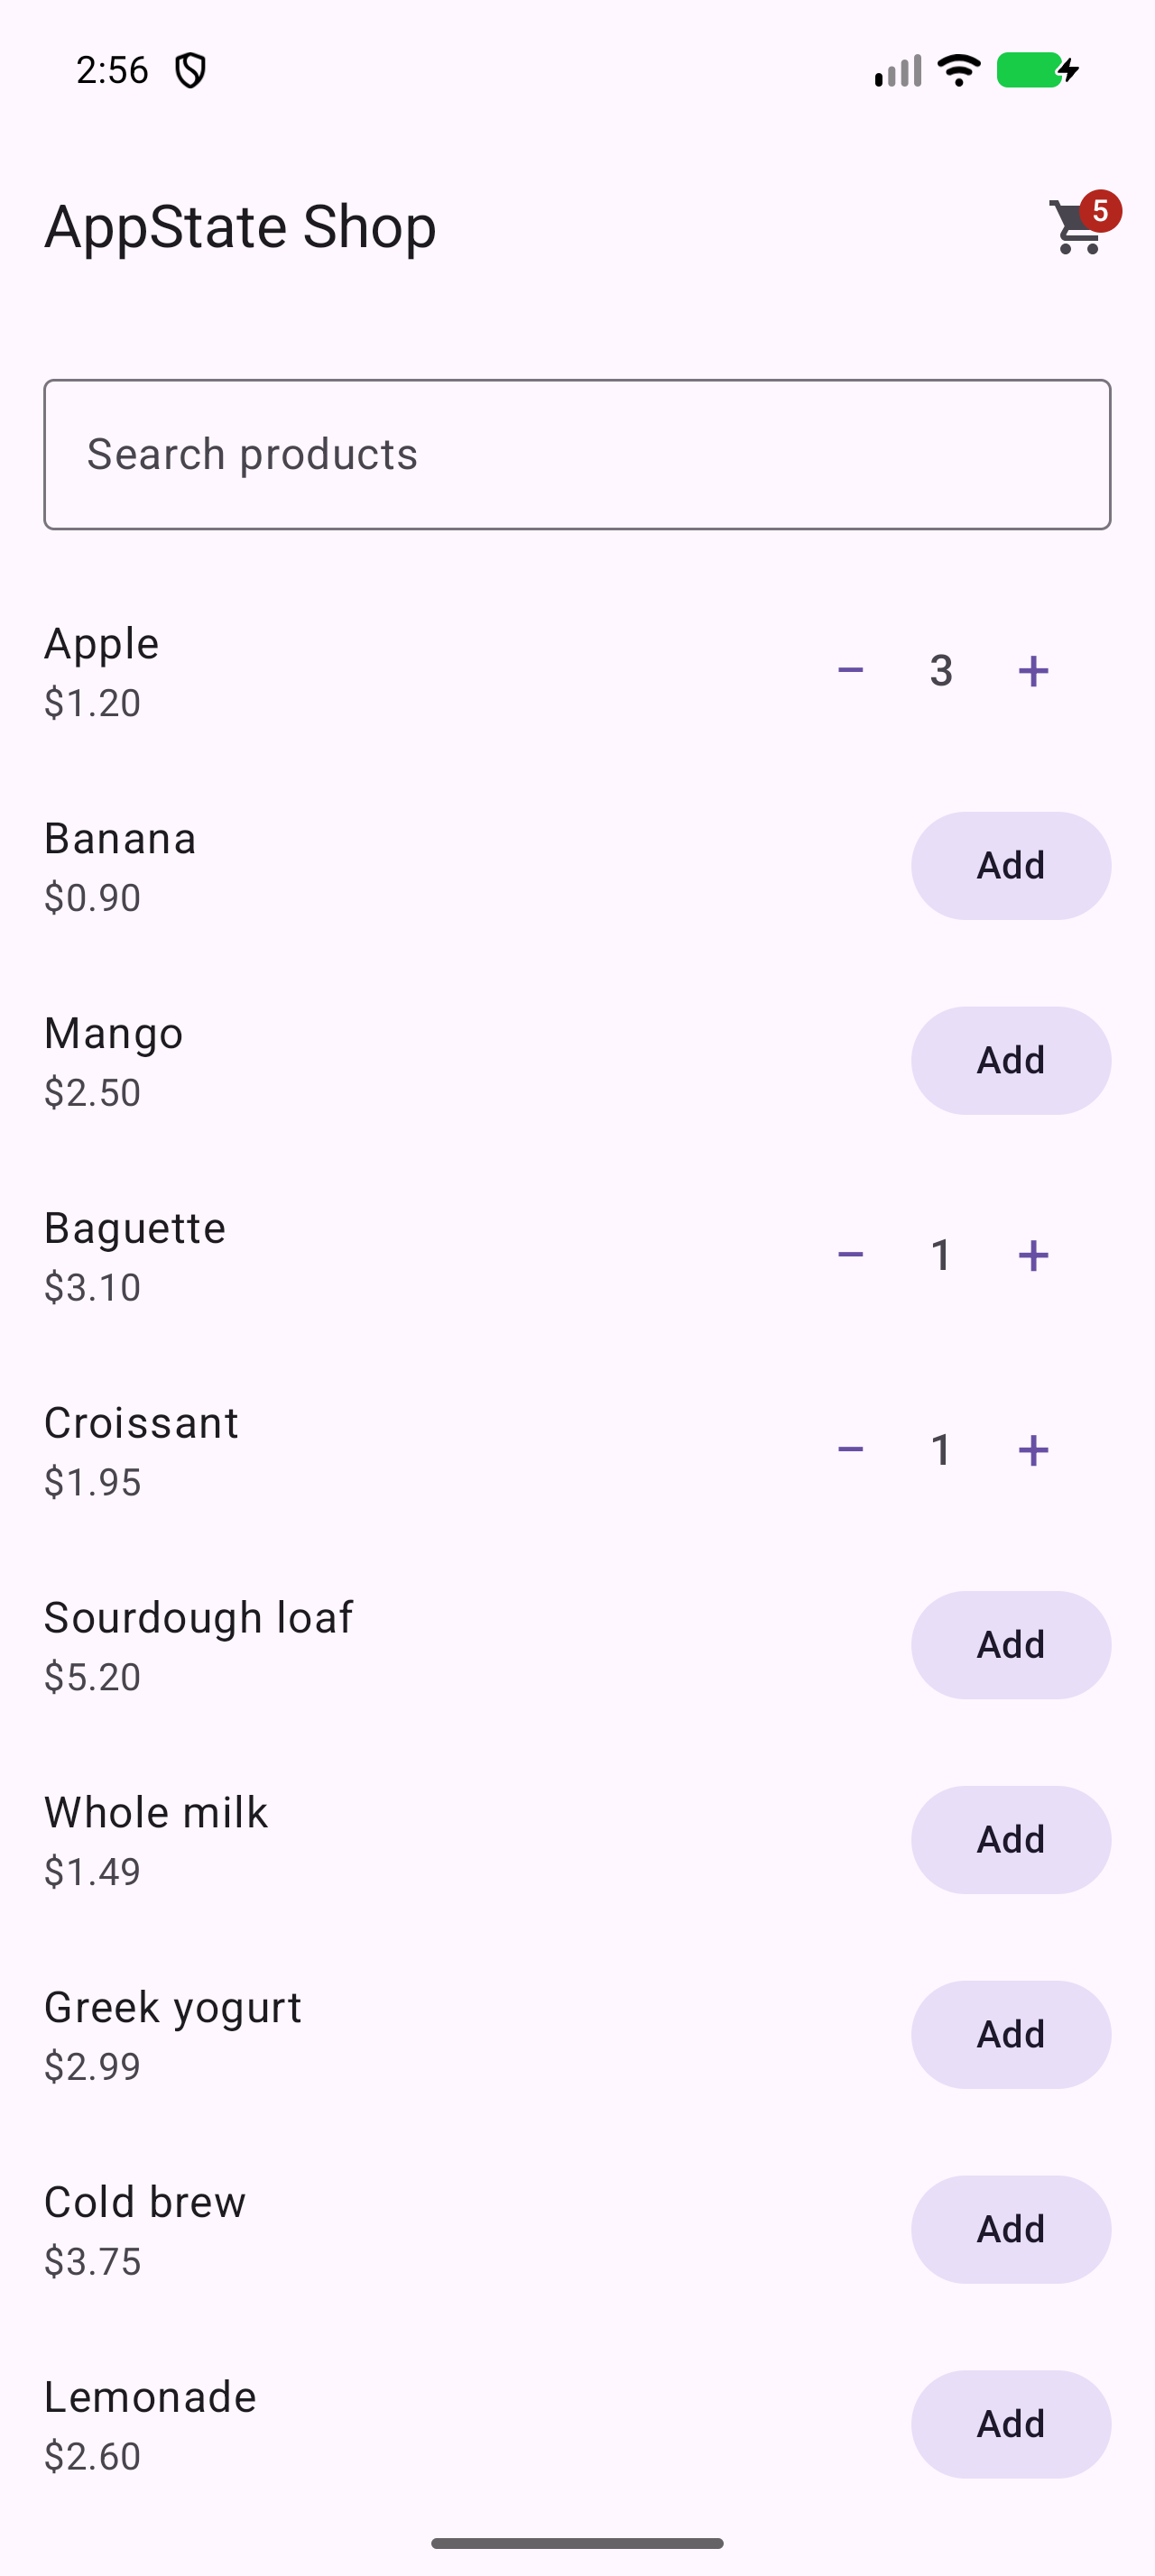 2:56
AppState Shop
5
Search products
Apple
$1.20
− 3 +
Banana
$0.90
Add
Mango
$2.50
Add
Baguette
$3.10
− 1 +
Croissant
$1.95
− 1 +
Sourdough loaf
$5.20
Add
Whole milk
$1.49
Add
Greek yogurt
$2.99
Add
Cold brew
$3.75
Add
Lemonade
$2.60
Add